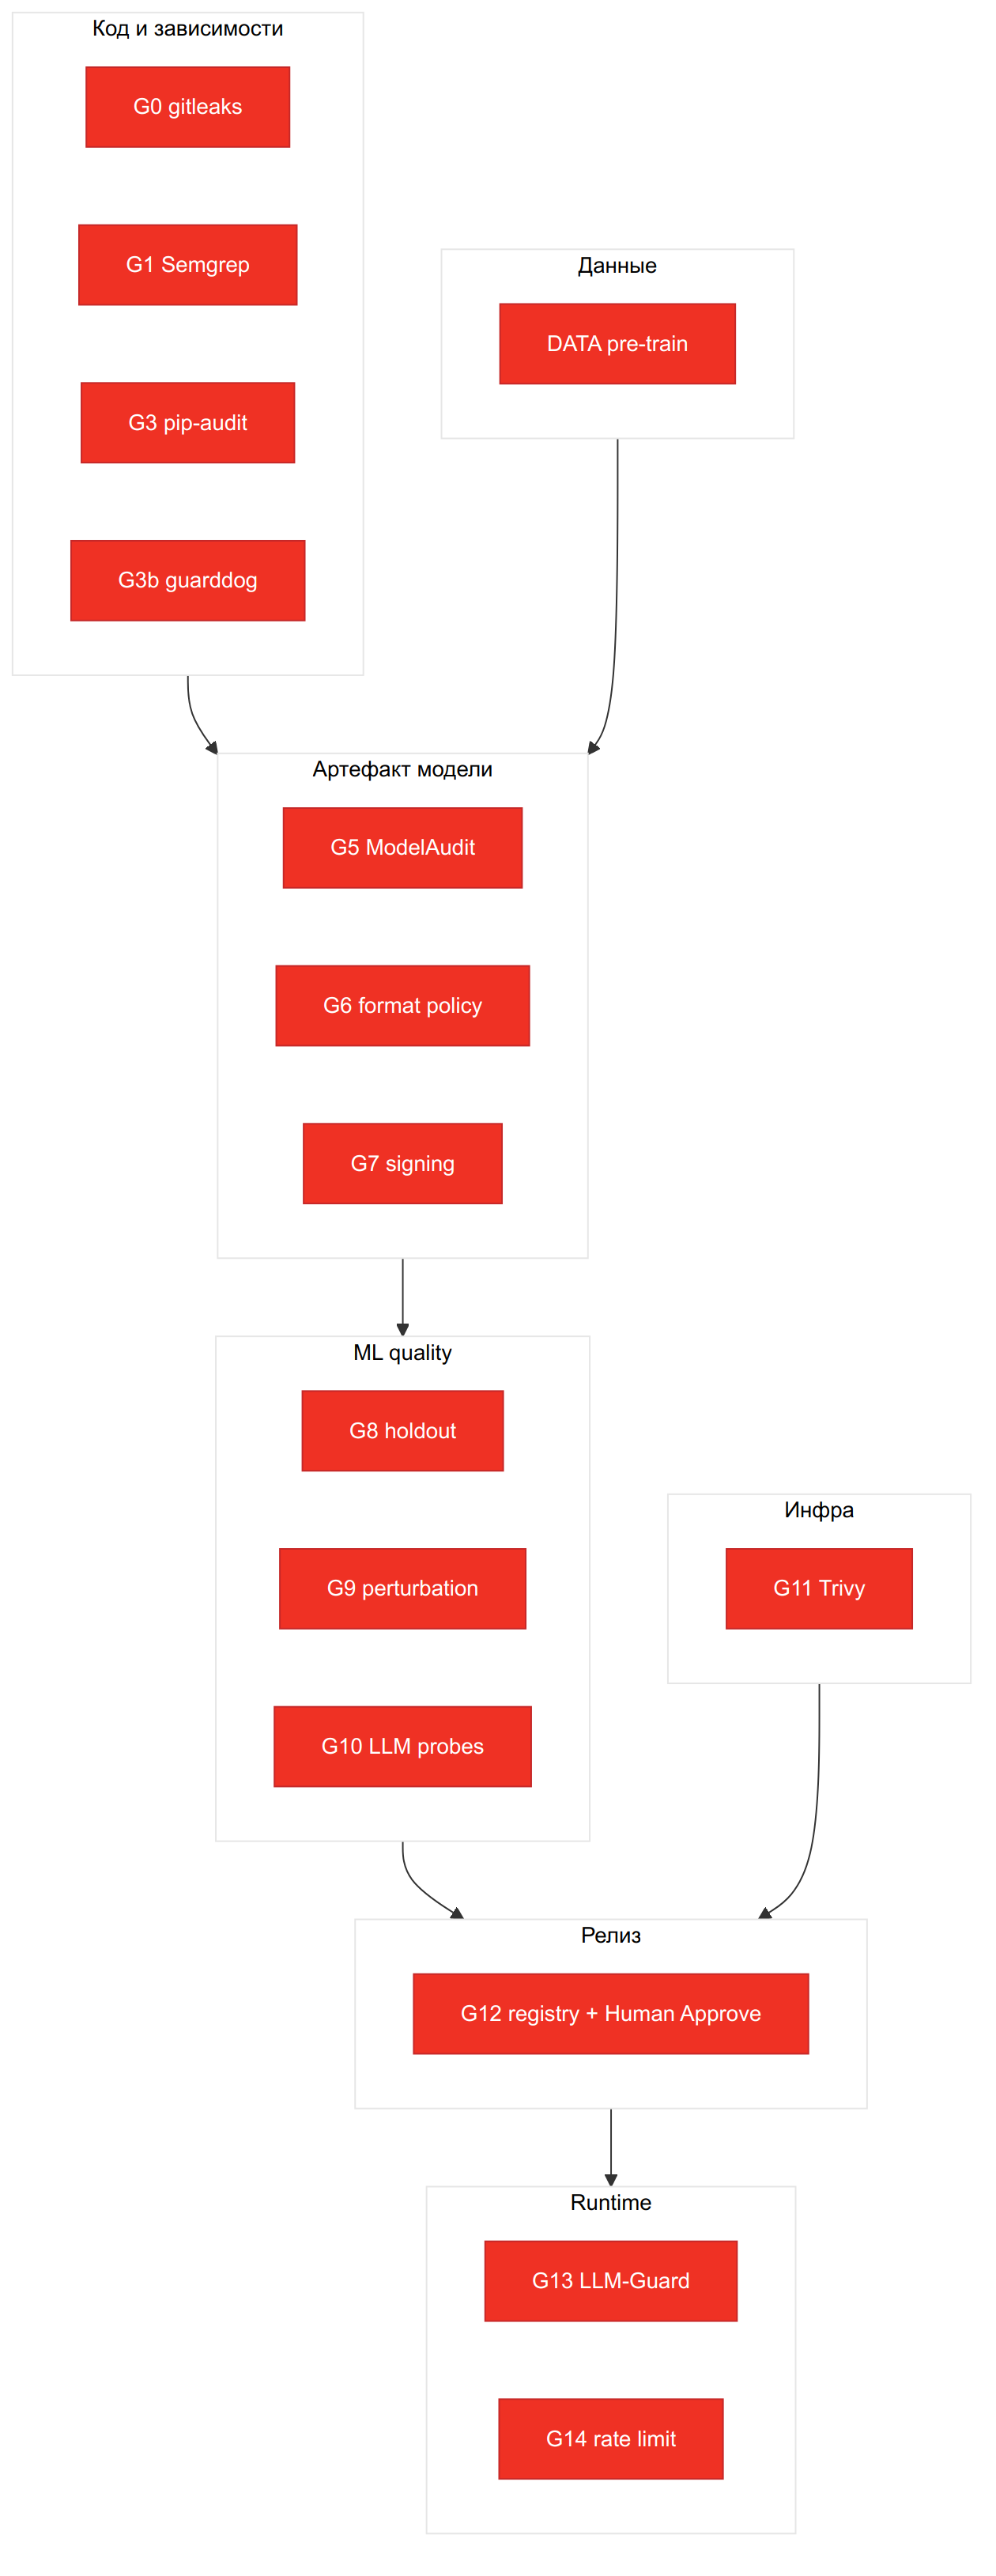 Код и зависимости
G0 gitleaks
G1 Semgrep
G3 pip-audit
G3b guarddog
Данные
DATA pre-train
Артефакт модели
G5 ModelAudit
G6 format policy
G7 signing
ML quality
G8 holdout
G9 perturbation
G10 LLM probes
Инфра
G11 Trivy
Релиз
G12 registry + Human Approve
Runtime
G13 LLM-Guard
G14 rate limit